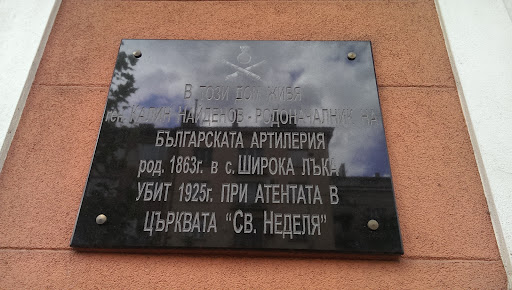 В ТОЗИ ДОМ ЖИВЯ
ген. КАЛИН НАЙДЕНОВ - РОДОНАЧАЛНИК НА
БЪЛГАРСКАТА АРТИЛЕРИЯ
род. 1863г. в с. ШИРОКА ЛЪКА
УБИТ 1925г. ПРИ АТЕНТАТА В
ЦЪРКВАТА "СВ. НЕДЕЛЯ"